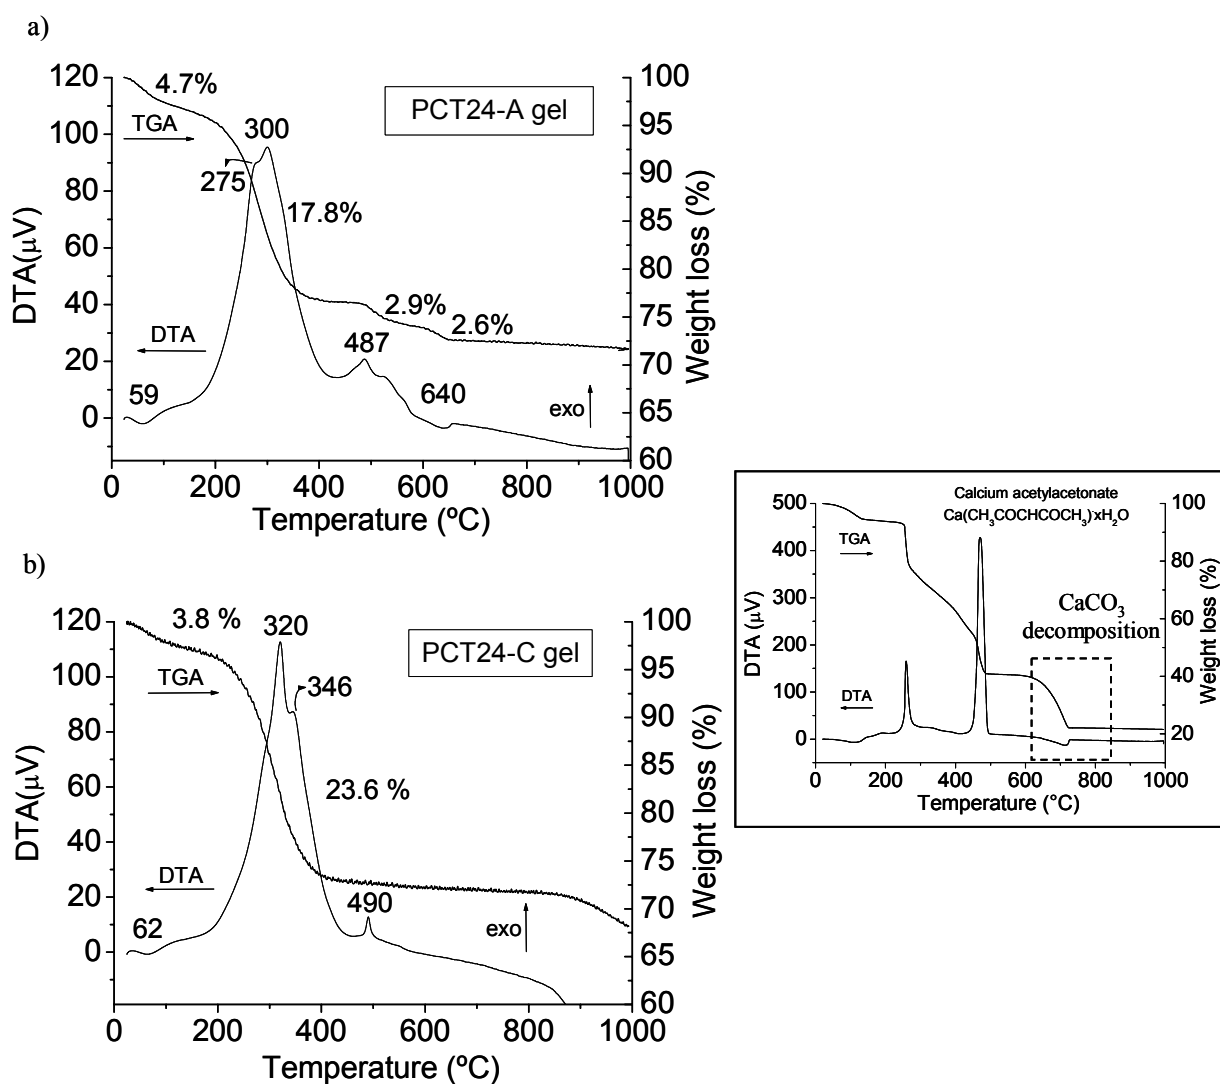 a)
120
100
80
60
40
20
0
DTA(μV)
4.7%
TGA
300
275
17.8%
PCT24-A gel
DTA
59
487
2.9%
2.6%
640
exo
100
95
90
85
80
75
70
65
60
Weight loss (%)
0 200 400 600 800 1000
Temperature (ºC)
b)
120
100
80
60
40
20
0
DTA(μV)
3.8 %
320
TGA
346
PCT24-C gel
23.6 %
DTA
62
490
exo
100
95
90
85
80
75
70
65
60
Weight loss (%)
0 200 400 600 800 1000
Temperature (ºC)
500
400
300
200
100
0
DTA (μV)
Calcium acetylacetonate
Ca(CH₃COCHCOCH₃)·xH₂O
TGA
CaCO₃
decomposition
DTA
100
80
60
40
20
Weight loss (%)
0 200 400 600 800 1000
Temperature (°C)